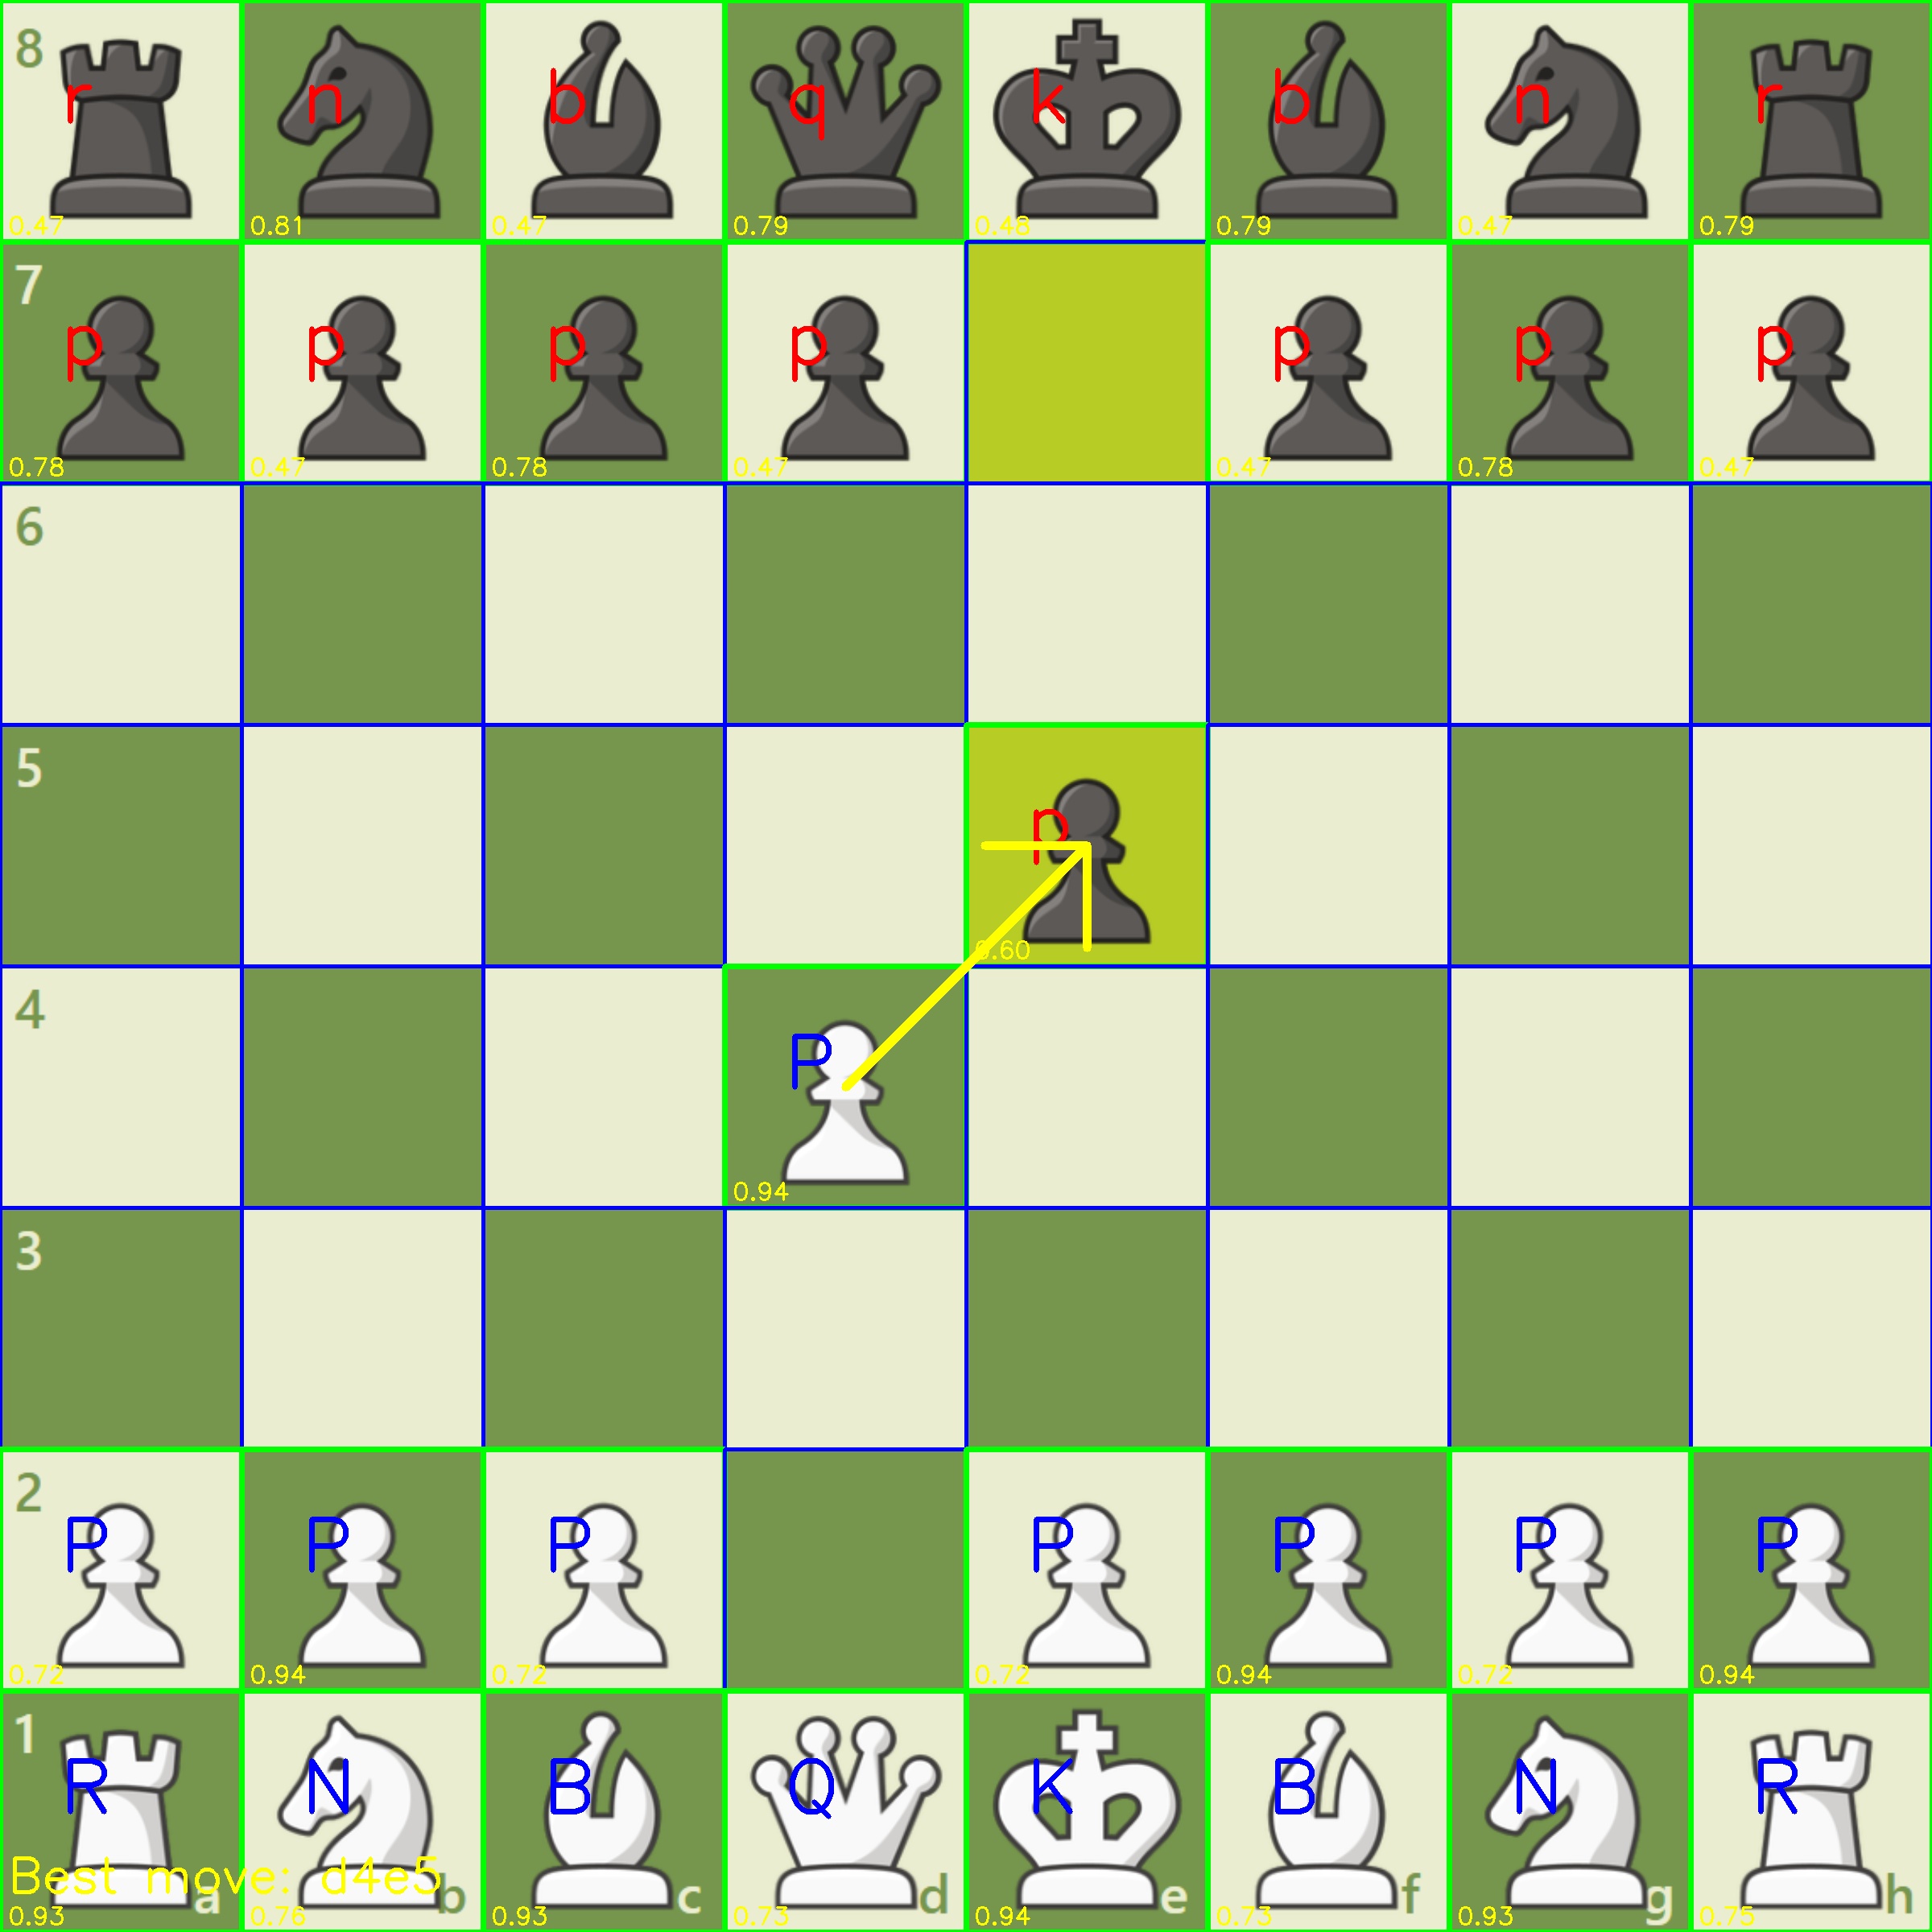 8 r n b q k b n r
0.47 0.81 0.47 0.79 0.48 0.79 0.47 0.79
7 p p p p p p p
0.78 0.47 0.78 0.47 0.47 0.78 0.47
6
5 p
0.60
4 P
0.94
3
2 P P P P P P P
0.72 0.94 0.72 0.72 0.94 0.72 0.94
1 R N B Q K B N R
Best move: d4e5
a b c d e f g h
0.93 0.76 0.93 0.73 0.94 0.73 0.93 0.75